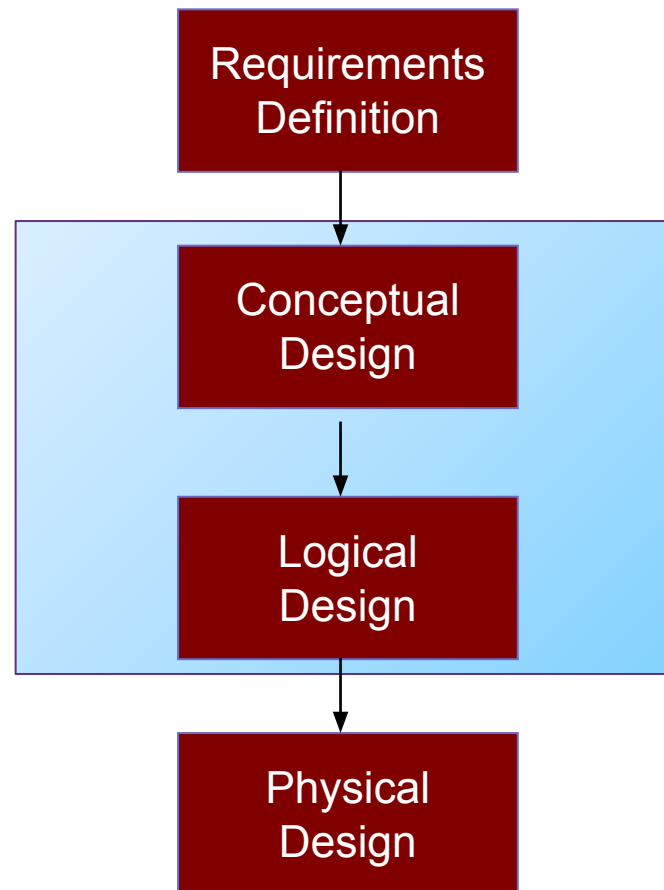 Requirements
Definition
Conceptual
Design
Logical
Design
Physical
Design